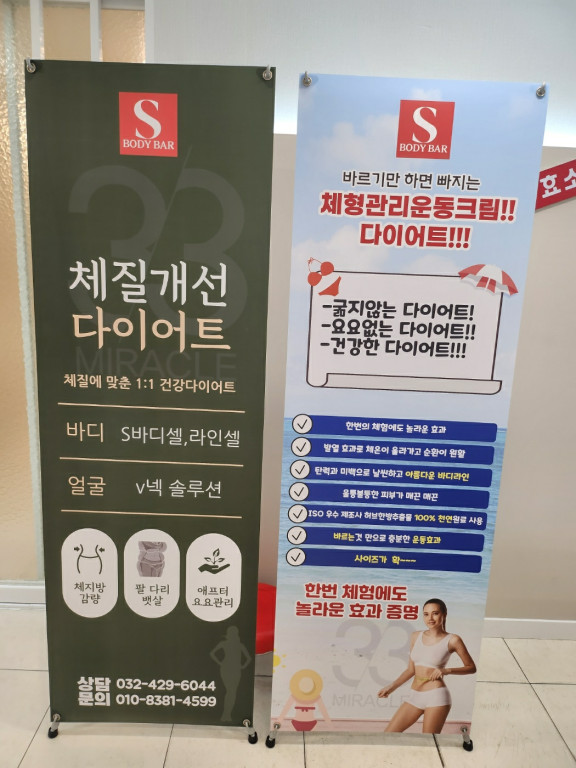 S
BODY BAR
33
MIRACLE
체질개선
다이어트
체질에 맞춘 1:1 건강다이어트
바디 S바디셀,라인셀
얼굴 v넥 솔루션
체지방
감량
팔 다리
뱃살
애프터
요요관리
상담
문의
032-429-6044
010-8381-4599
S
BODY BAR
바르기만 하면 빠지는
체형관리운동크림!!
다이어트!!!
-굶지않는 다이어트!
-요요없는 다이어트!!
-건강한 다이어트!!!
한번의 체험에도 놀라운 효과
발열 효과로 체온이 올라가고 순환이 원활
탄력과 미백으로 날씬하고 아름다운 바디라인
울퉁불퉁한 피부가 매끈 매끈
ISO 우수 제조사 허브한방추출물 100% 천연원료 사용
바르는것 만으로 충분한 운동효과
사이즈가 확~~~
한번 체험에도
놀라운 효과 증명
33
MIRACLE
효소